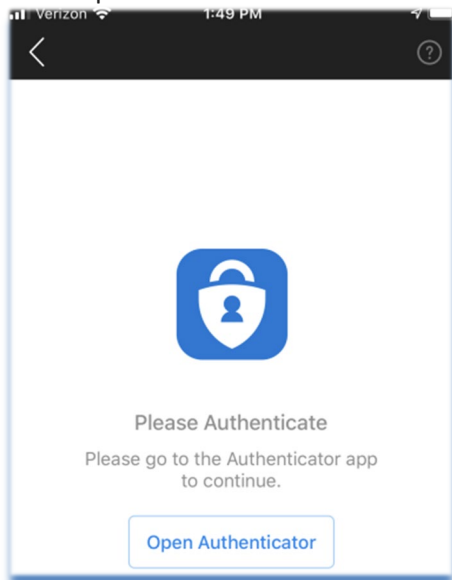 Verizon 1:49 PM
?
Please Authenticate
Please go to the Authenticator app
to continue.
Open Authenticator